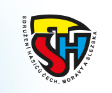 SDRUŽENÍ HASIČŮ ČECH, MORAVY A SLEZSKA
SH